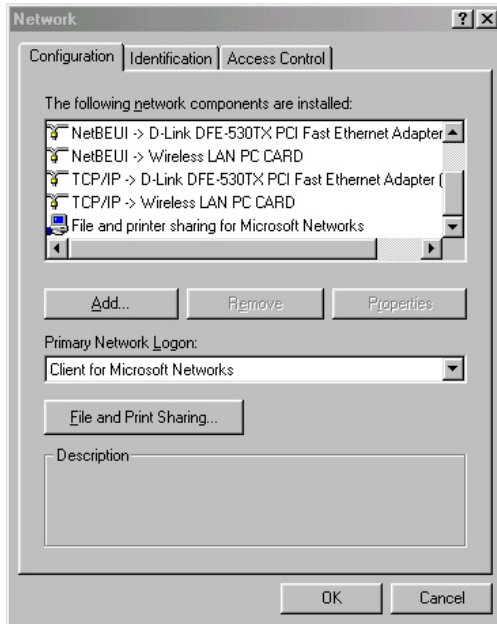 Network
Configuration Identification Access Control
The following network components are installed:
NetBEUI -> D-Link DFE-530TX PCI Fast Ethernet Adapter
NetBEUI -> Wireless LAN PC CARD
TCP/IP -> D-Link DFE-530TX PCI Fast Ethernet Adapter (
TCP/IP -> Wireless LAN PC CARD
File and printer sharing for Microsoft Networks
Add... Remove Properties
Primary Network Logon:
Client for Microsoft Networks
File and Print Sharing...
Description
OK Cancel